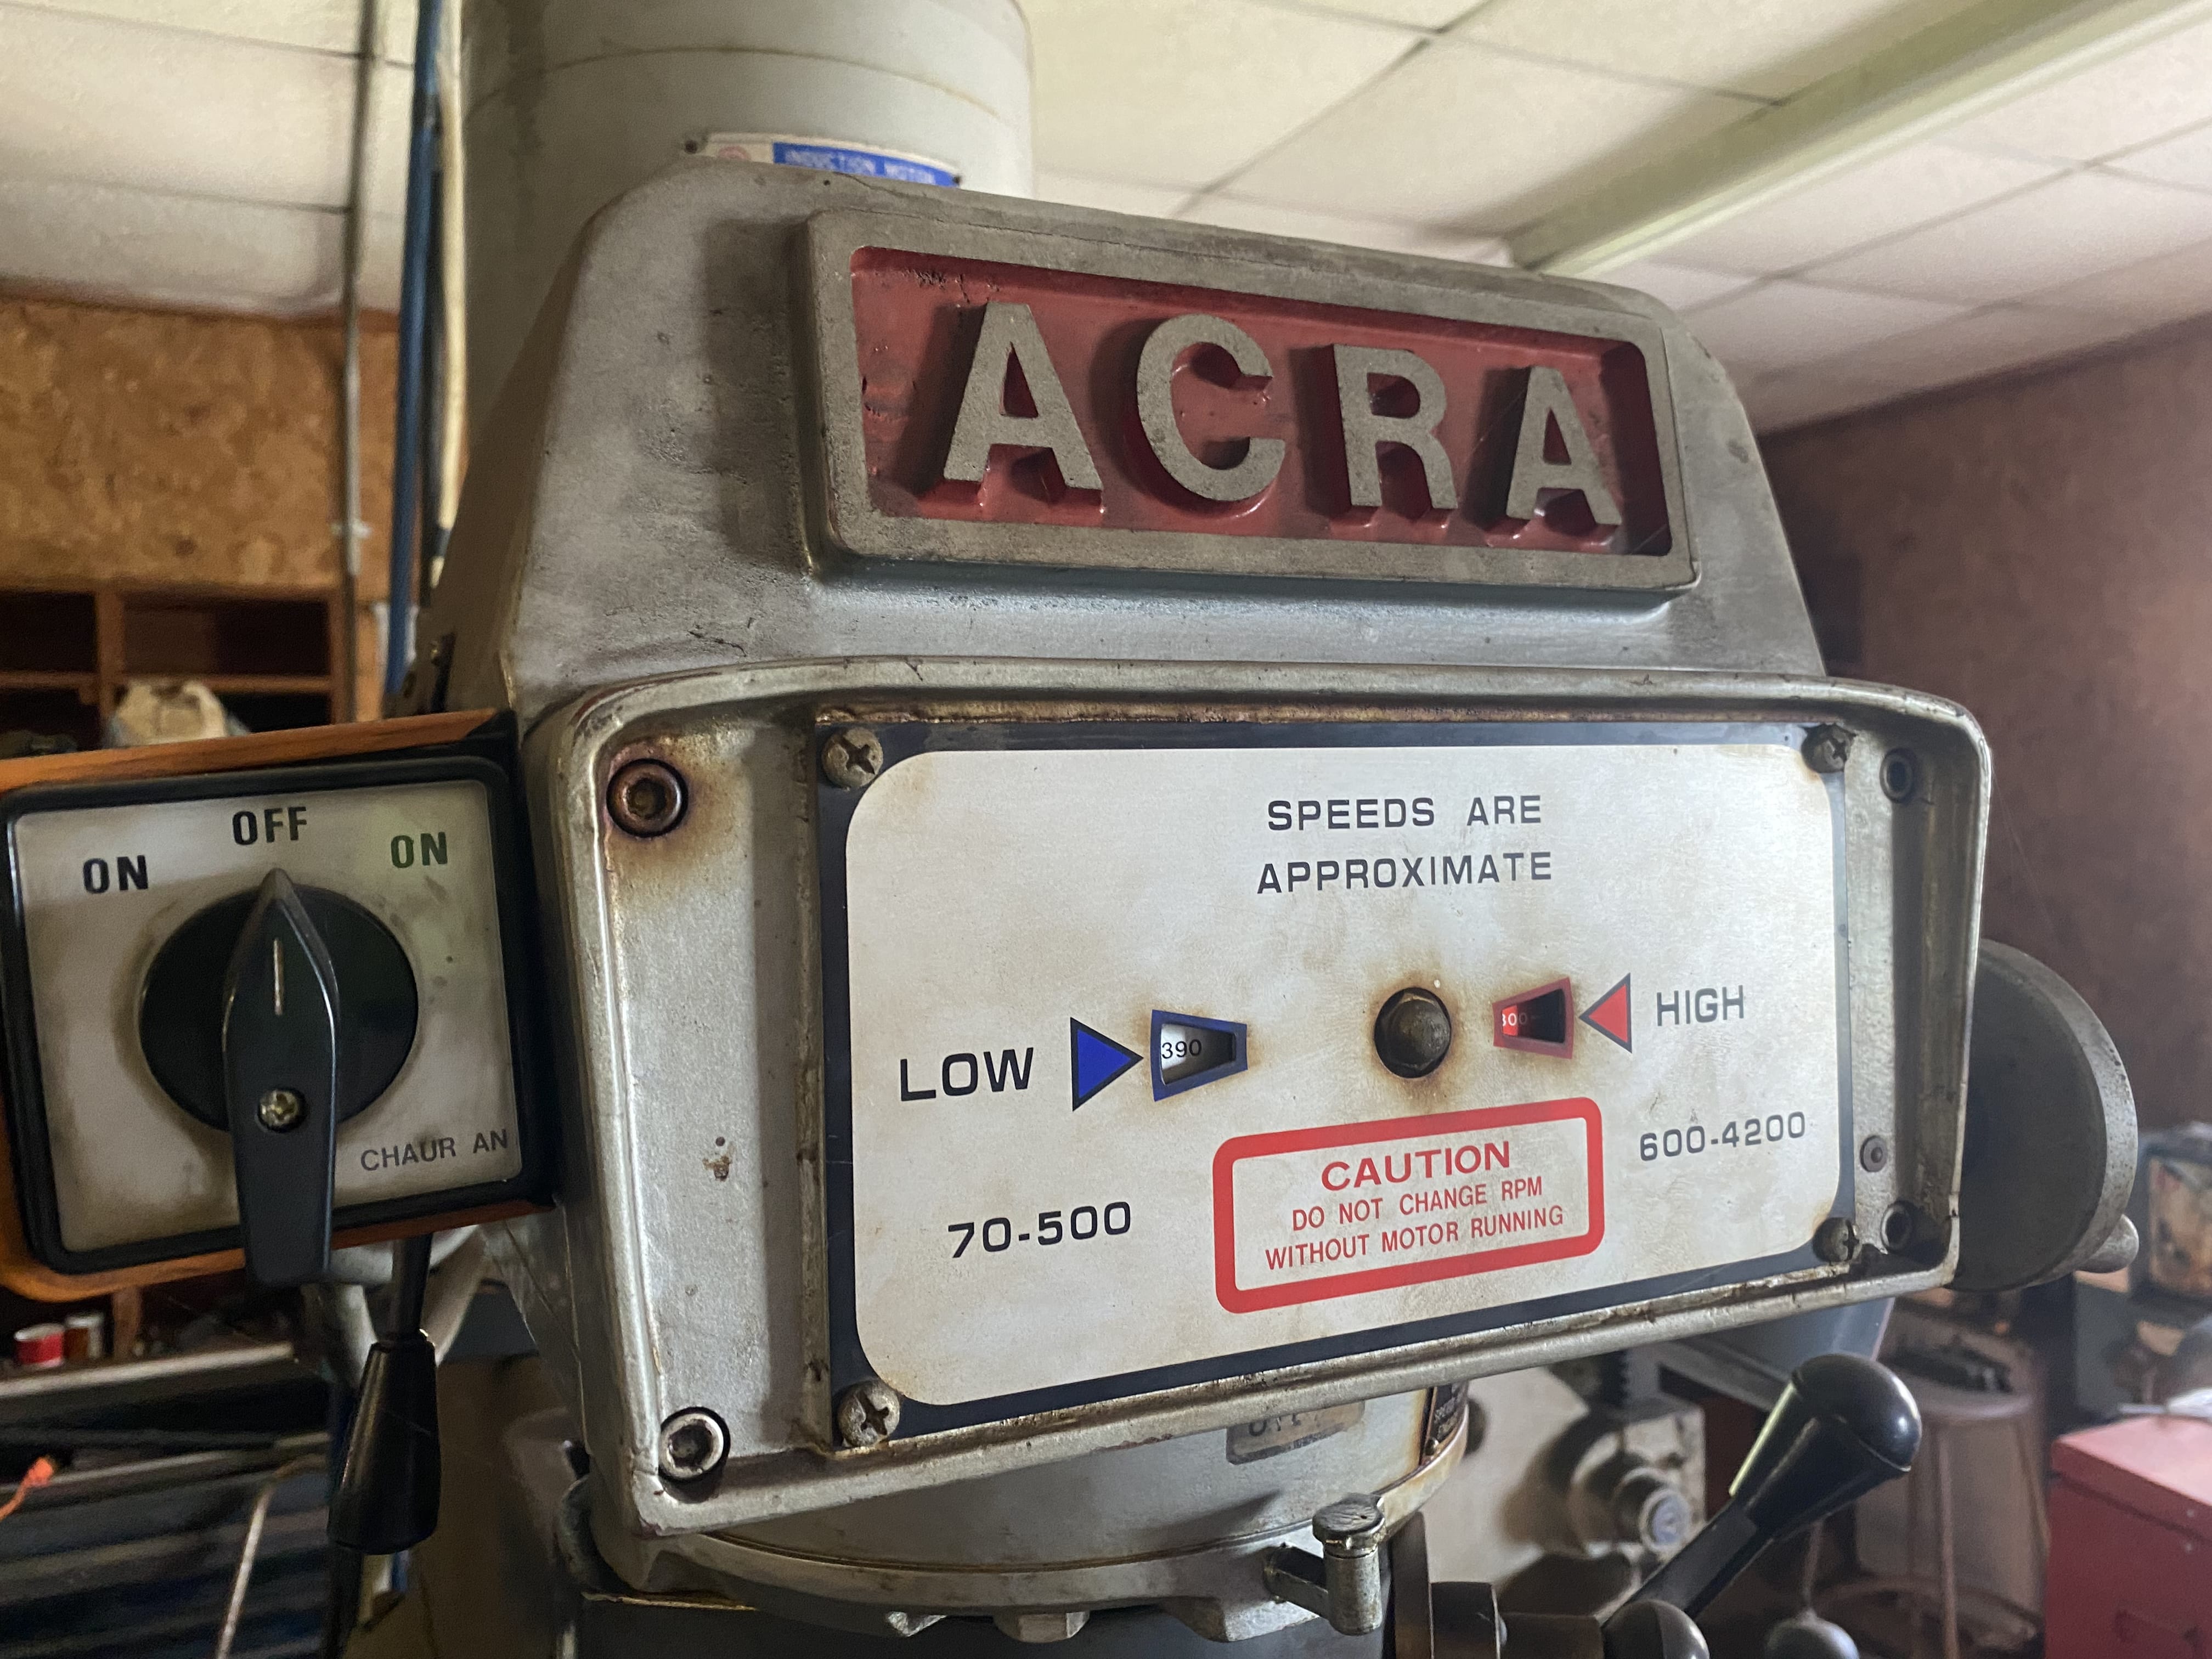 INDUCTION MOTOR
ACRA
ON
OFF
ON
CHAUR AN
SPEEDS ARE
APPROXIMATE
LOW
390
HIGH
70-500
600-4200
CAUTION
DO NOT CHANGE RPM
WITHOUT MOTOR RUNNING